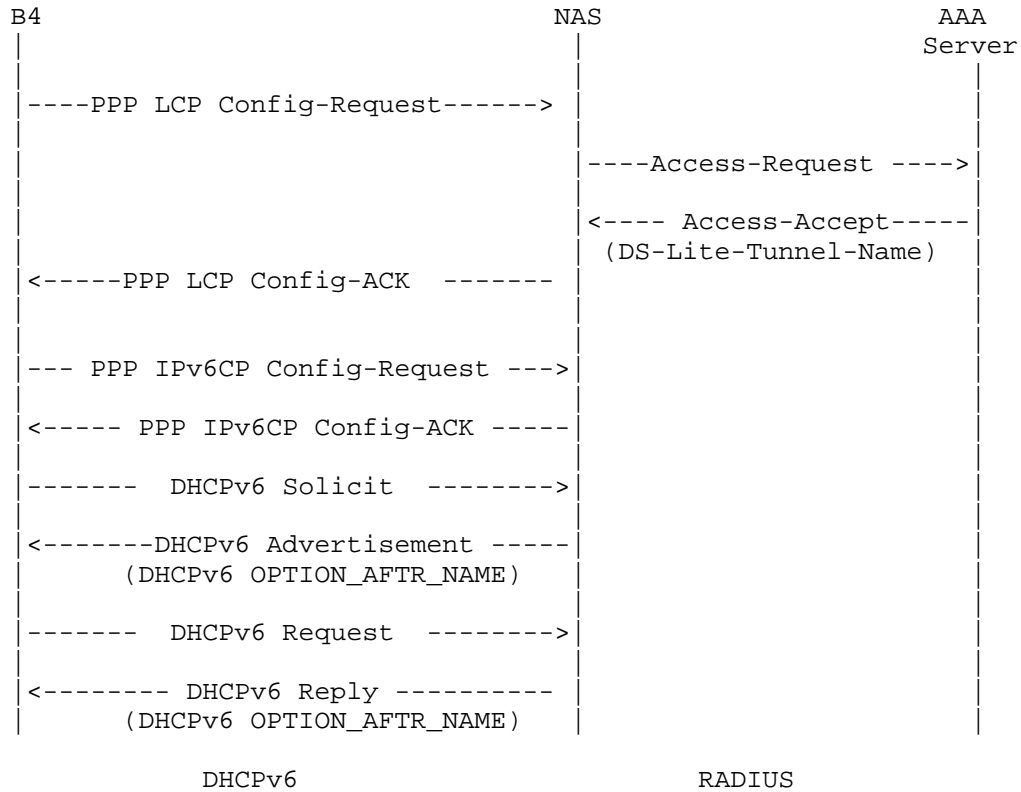 B4 NAS AAA
Server
----PPP LCP Config-Request------>
----Access-Request ---->
<---- Access-Accept-----
(DS-Lite-Tunnel-Name)
<-----PPP LCP Config-ACK -------
--- PPP IPv6CP Config-Request --->
<----- PPP IPv6CP Config-ACK -----
------- DHCPv6 Solicit -------->
<-------DHCPv6 Advertisement -----
(DHCPv6 OPTION_AFTR_NAME)
------- DHCPv6 Request -------->
<-------- DHCPv6 Reply ----------
(DHCPv6 OPTION_AFTR_NAME)
DHCPv6 RADIUS